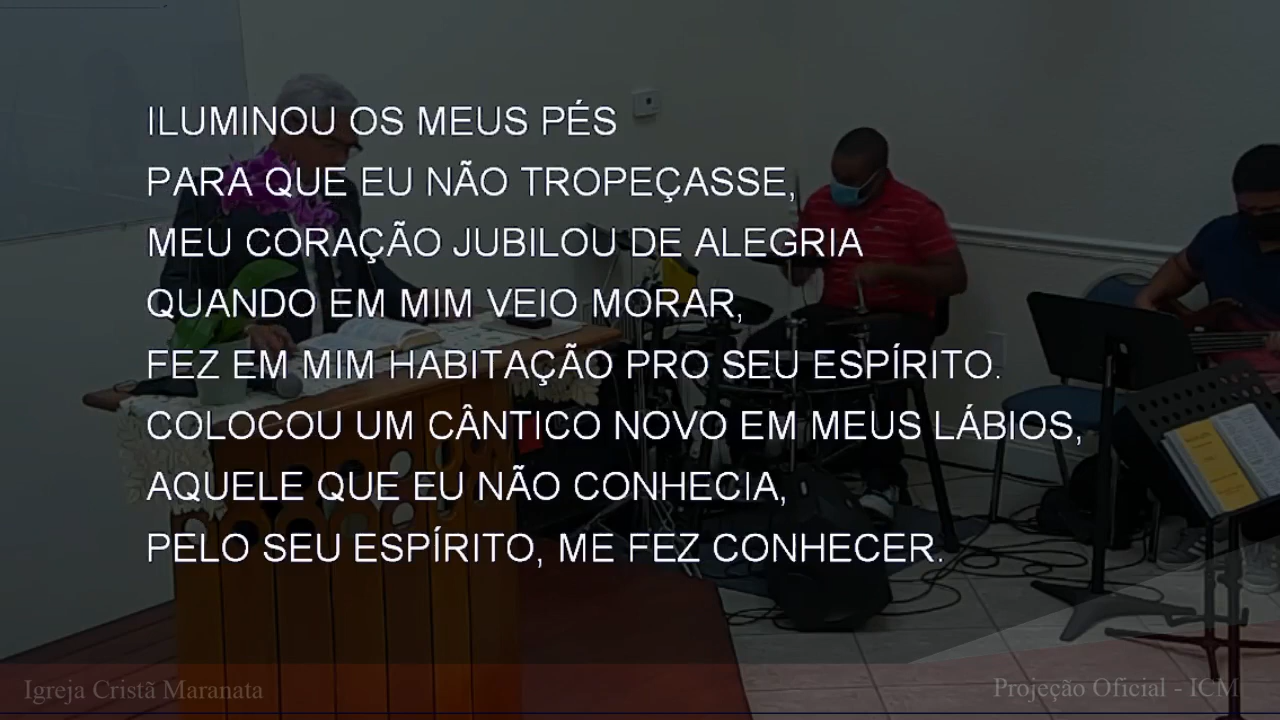 ILUMINOU OS MEUS PÉS
PARA QUE EU NÃO TROPEÇASSE,
MEU CORAÇÃO JUBILOU DE ALEGRIA
QUANDO EM MIM VEIO MORAR,
FEZ EM MIM HABITAÇÃO PRO SEU ESPÍRITO.
COLOCOU UM CÂNTICO NOVO EM MEUS LÁBIOS,
AQUELE QUE EU NÃO CONHECIA,
PELO SEU ESPÍRITO, ME FEZ CONHECER.
Igreja Cristã Maranata
Projeção Oficial - ICM